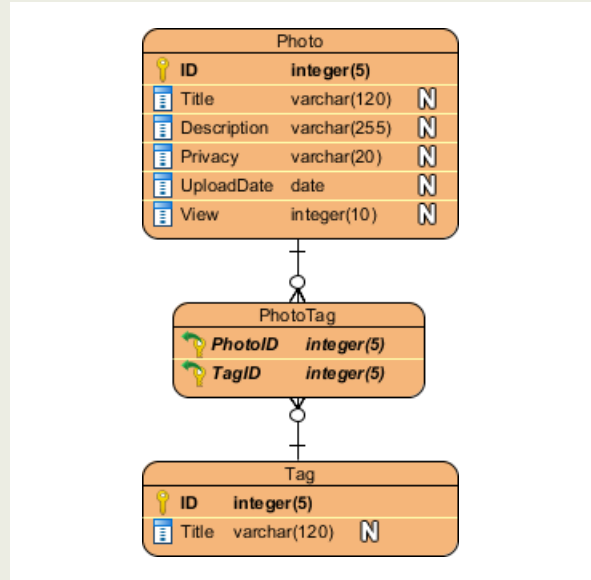 Photo
ID integer(5)
Title varchar(120) N
Description varchar(255) N
Privacy varchar(20) N
UploadDate date N
View integer(10) N
PhotoTag
PhotoID integer(5)
TagID integer(5)
Tag
ID integer(5)
Title varchar(120) N